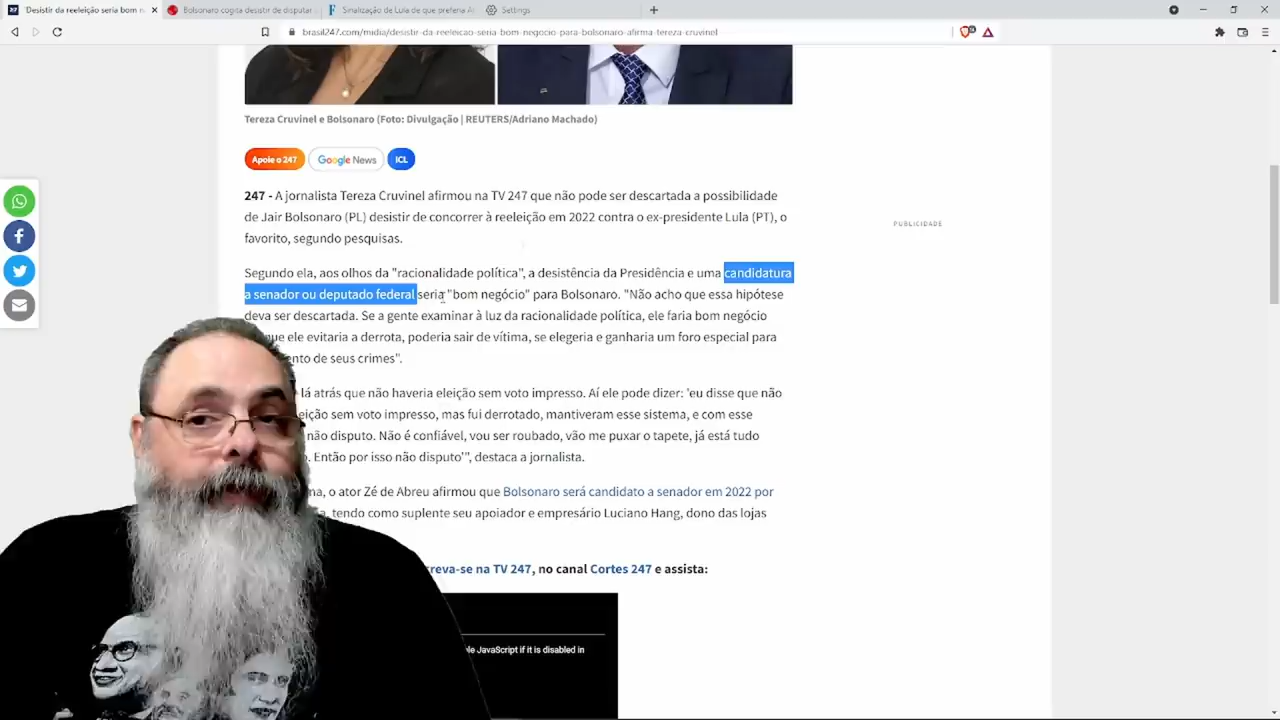 'Desistir da reeleição seria bom n
Bolsonaro cogita desistir de disputar
Sinalização de Lula de que preferia A
Settings
brasil247.com/midia/desistir-da-reeleicao-seria-bom-negocio-para-bolsonaro-afirma-tereza-cruvinel
Tereza Cruvinel e Bolsonaro (Foto: Divulgação | REUTERS/Adriano Machado)
Apoie o 247
Google News
ICL
247 - A jornalista Tereza Cruvinel afirmou na TV 247 que não pode ser descartada a possibilidade
de Jair Bolsonaro (PL) desistir de concorrer à reeleição em 2022 contra o ex-presidente Lula (PT), o
favorito, segundo pesquisas.
PUBLICIDADE
Segundo ela, aos olhos da "racionalidade política", a desistência da Presidência e uma candidatura
a senador ou deputado federal seria "bom negócio" para Bolsonaro. "Não acho que essa hipótese
deva ser descartada. Se a gente examinar à luz da racionalidade política, ele faria bom negócio
que ele evitaria a derrota, poderia sair de vítima, se elegeria e ganharia um foro especial para
ento de seus crimes".
lá atrás que não haveria eleição sem voto impresso. Aí ele pode dizer: 'eu disse que não
eição sem voto impresso, mas fui derrotado, mantiveram esse sistema, e com esse
não disputo. Não é confiável, vou ser roubado, vão me puxar o tapete, já está tudo
. Então por isso não disputo'", destaca a jornalista.
ma, o ator Zé de Abreu afirmou que Bolsonaro será candidato a senador em 2022 por
, tendo como suplente seu apoiador e empresário Luciano Hang, dono das lojas
creva-se na TV 247, no canal Cortes 247 e assista:
le JavaScript if it is disabled in